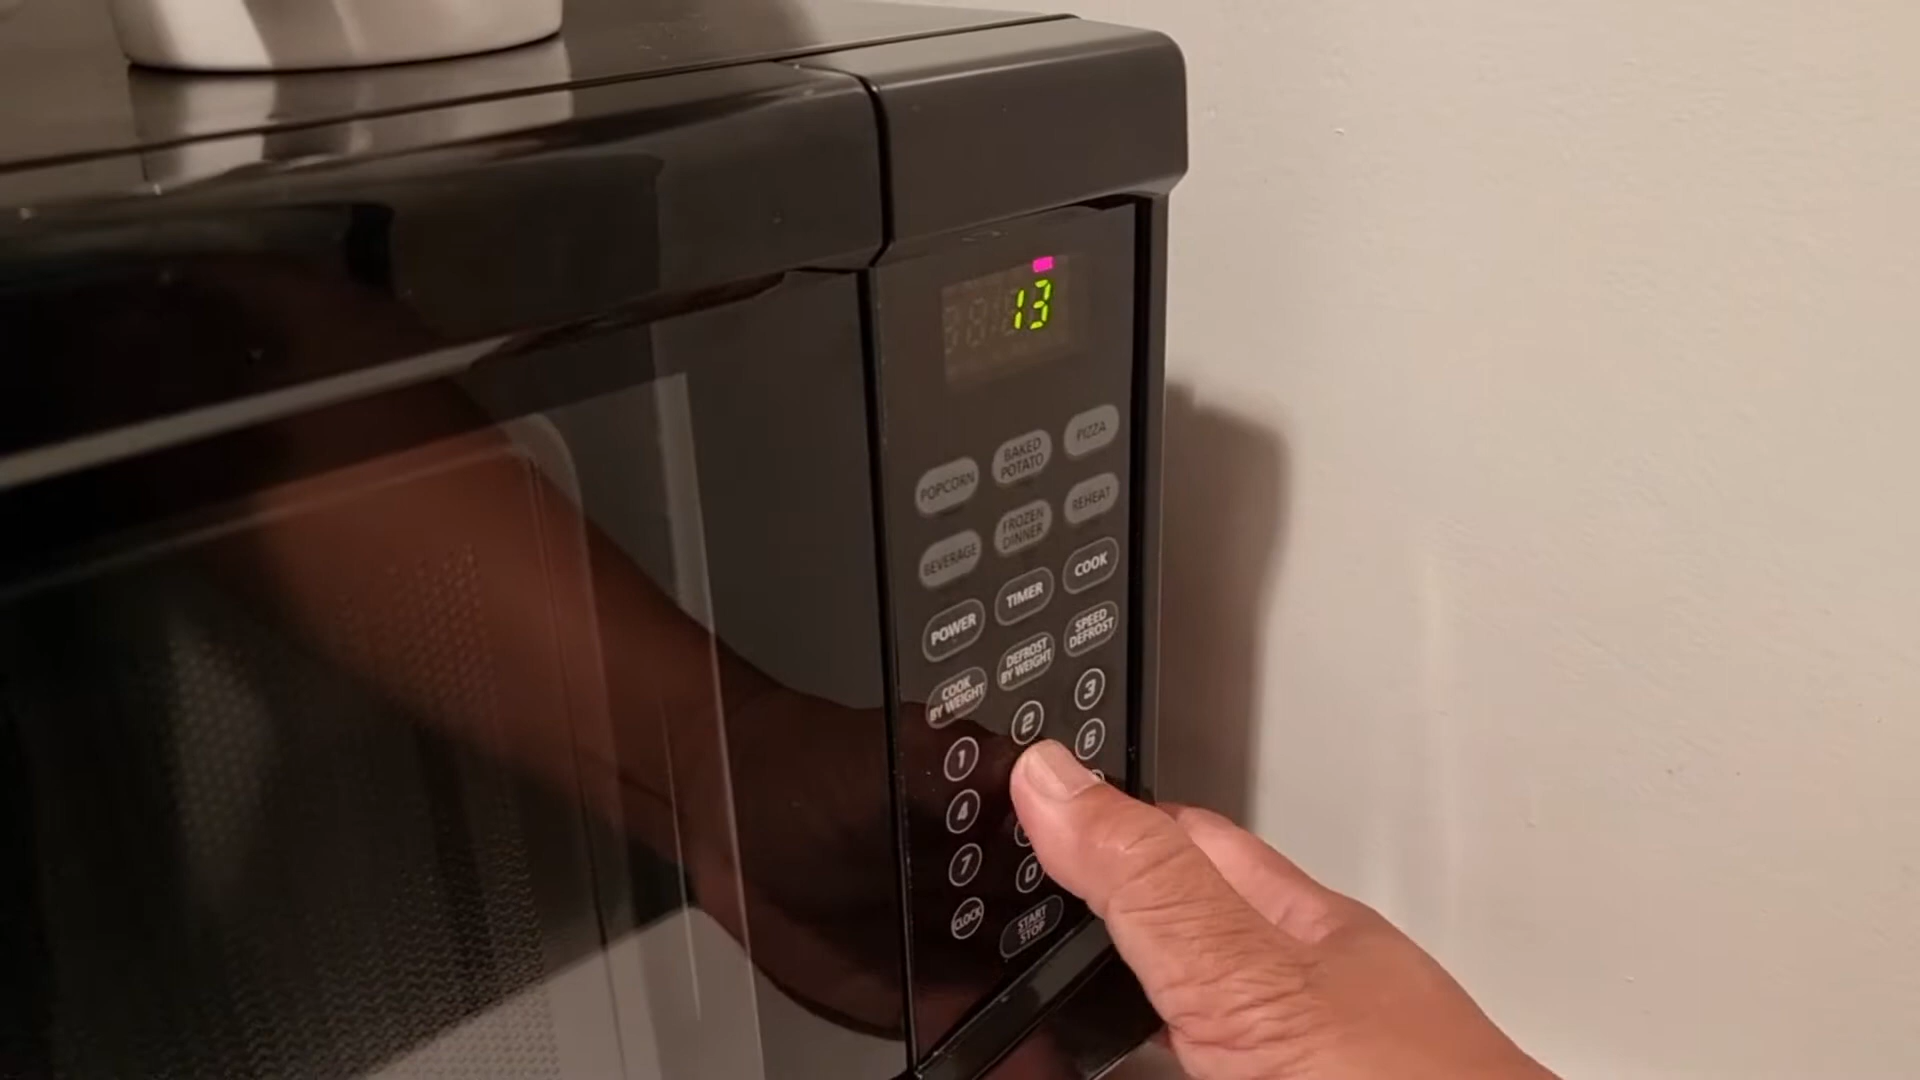 13
POPCORN
BAKED
POTATO
PIZZA
BEVERAGE
FROZEN
DINNER
REHEAT
POWER
TIMER
COOK
COOK
BY WEIGHT
DEFROST
BY WEIGHT
SPEED
DEFROST
1
2
3
4
6
7
0
CLOCK
START
STOP